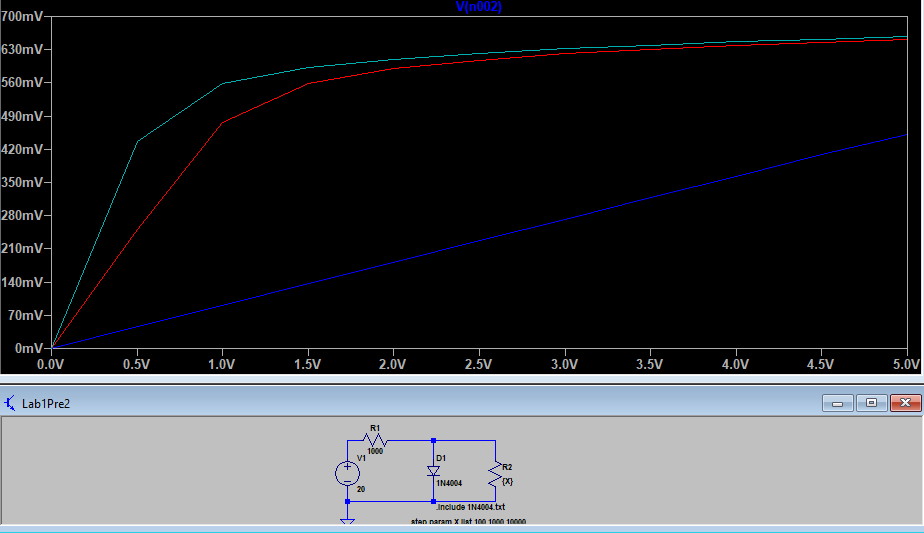 V(n002)
700mV
630mV
560mV
490mV
420mV
350mV
280mV
210mV
140mV
70mV
0mV
0.0V 0.5V 1.0V 1.5V 2.0V 2.5V 3.0V 3.5V 4.0V 4.5V 5.0V
Lab1Pre2
R1
1000
V1
20
D1
1N4004
R2
{X}
.include 1N4004.txt
step param X list 100 1000 10000